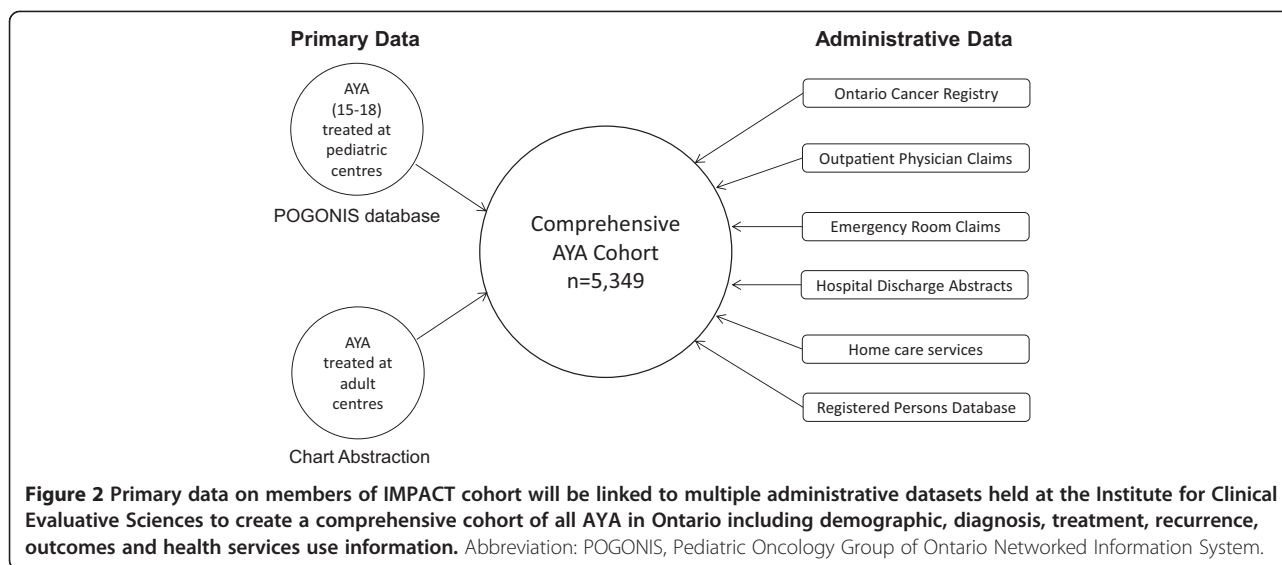 Primary Data
Administrative Data
AYA
(15-18)
treated at
pediatric
centres
POGONIS database
AYA
treated at
adult
centres
Chart Abstraction
Comprehensive
AYA Cohort
n=5,349
Ontario Cancer Registry
Outpatient Physician Claims
Emergency Room Claims
Hospital Discharge Abstracts
Home care services
Registered Persons Database
Figure 2 Primary data on members of IMPACT cohort will be linked to multiple administrative datasets held at the Institute for Clinical
Evaluative Sciences to create a comprehensive cohort of all AYA in Ontario including demographic, diagnosis, treatment, recurrence,
outcomes and health services use information. Abbreviation: POGONIS, Pediatric Oncology Group of Ontario Networked Information System.